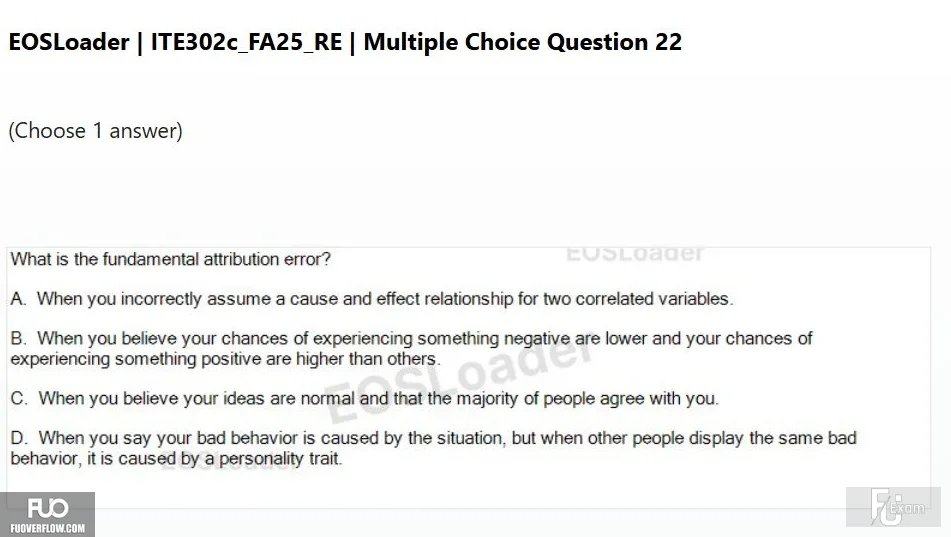 EOSLoader | ITE302c_FA25_RE | Multiple Choice Question 22
(Choose 1 answer)
EOSLoader
What is the fundamental attribution error?
A. When you incorrectly assume a cause and effect relationship for two correlated variables.
B. When you believe your chances of experiencing something negative are lower and your chances of
experiencing something positive are higher than others.
EOSLoader
C. When you believe your ideas are normal and that the majority of people agree with you.
D. When you say your bad behavior is caused by the situation, but when other people display the same bad
behavior, it is caused by a personality trait.
EOSLoader
FUO
FUOVERFLOW.COM
FU Exam